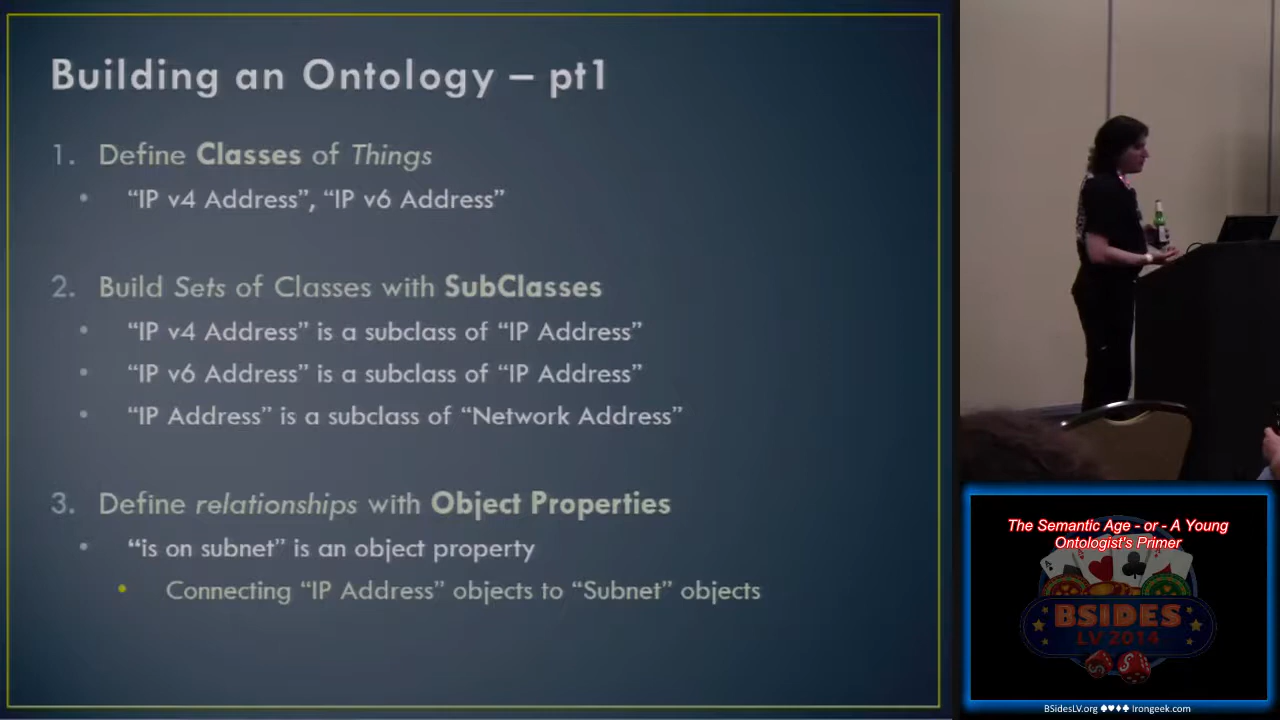 Building an Ontology – pt1
1. Define Classes of Things
• “IP v4 Address”, “IP v6 Address”
2. Build Sets of Classes with SubClasses
• “IP v4 Address” is a subclass of “IP Address”
• “IP v6 Address” is a subclass of “IP Address”
• “IP Address” is a subclass of “Network Address”
3. Define relationships with Object Properties
• “is on subnet” is an object property
• Connecting “IP Address” objects to “Subnet” objects
The Semantic Age - or - A Young
Ontologist's Primer
BSIDES
LV 2014
BSidesLV.org ♠♥♦♣ Irongeek.com